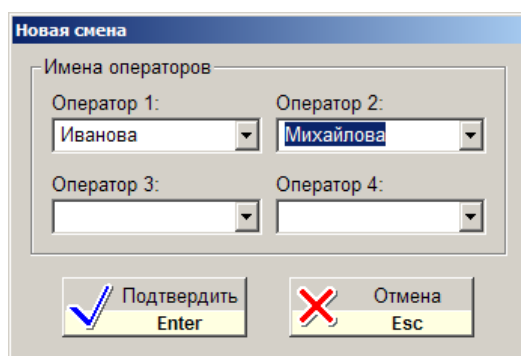 Новая смена
Имена операторов
Оператор 1: Оператор 2:
Иванова Михайлова
Оператор 3: Оператор 4:
Подтвердить Отмена
Enter Esc